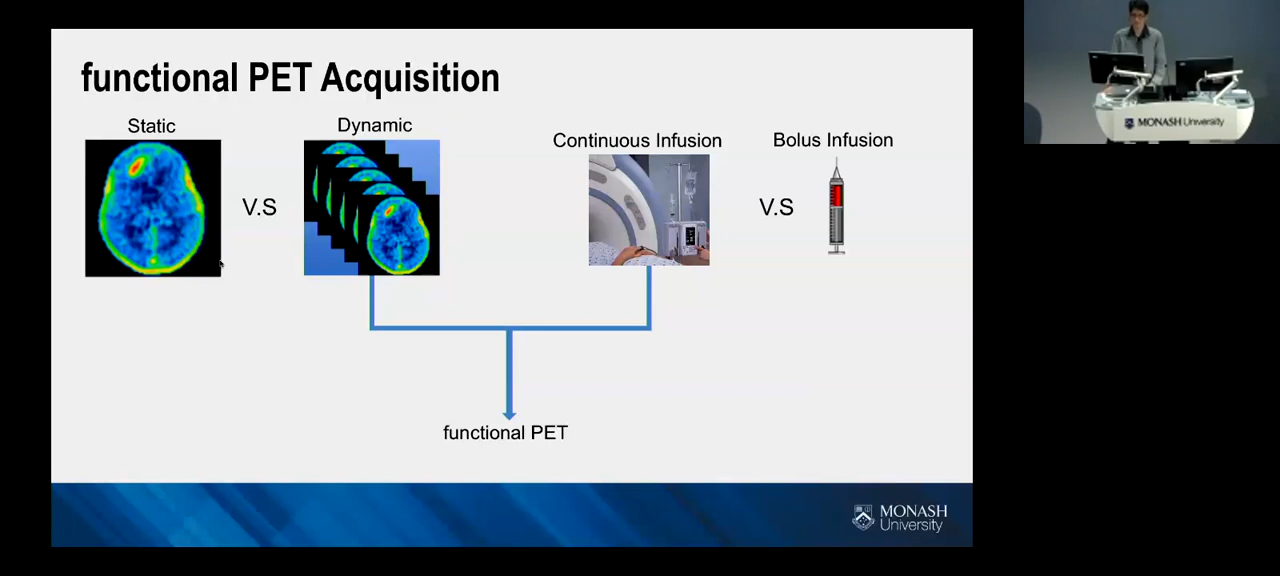 functional PET Acquisition
Static
V.S
Dynamic
Continuous Infusion
V.S
Bolus Infusion
functional PET
MONASH
University
MONASH University